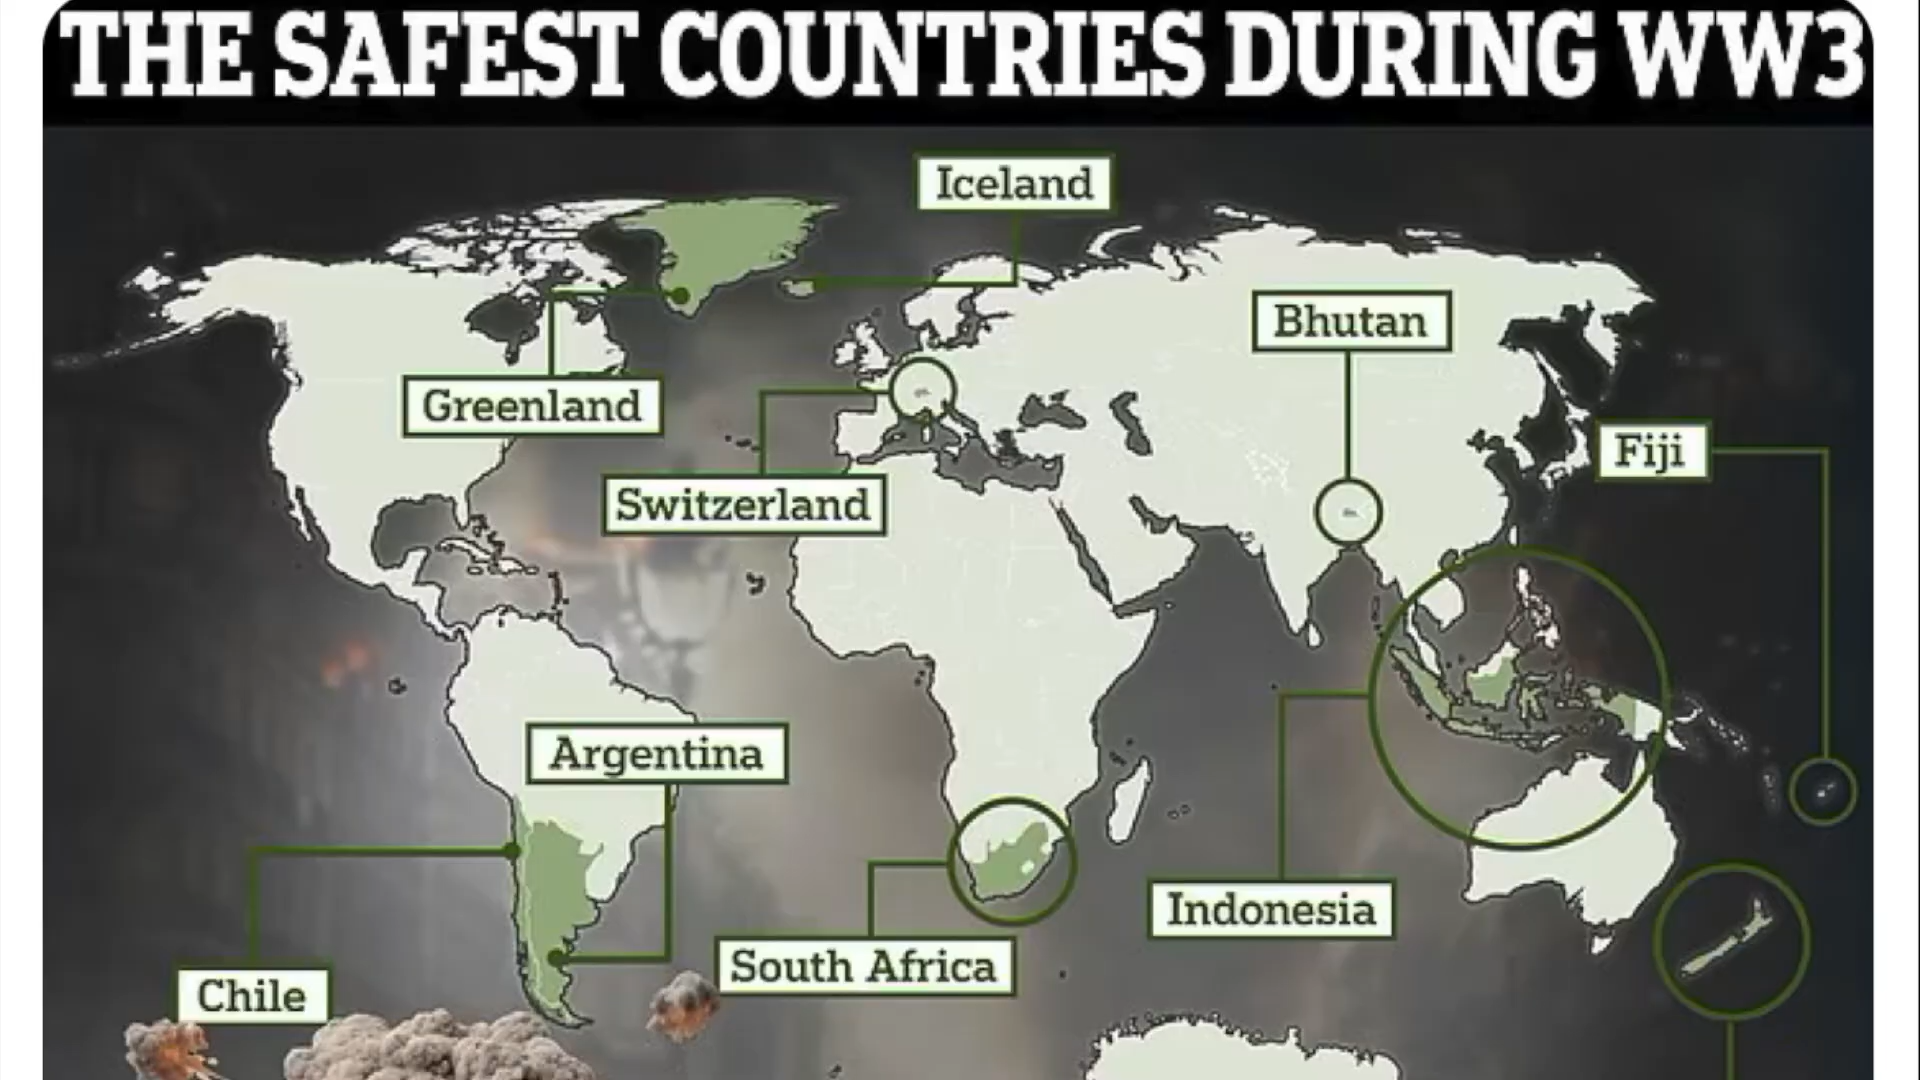 THE SAFEST COUNTRIES DURING WW3
Iceland
Bhutan
Greenland
Fiji
Switzerland
Argentina
Indonesia
South Africa
Chile